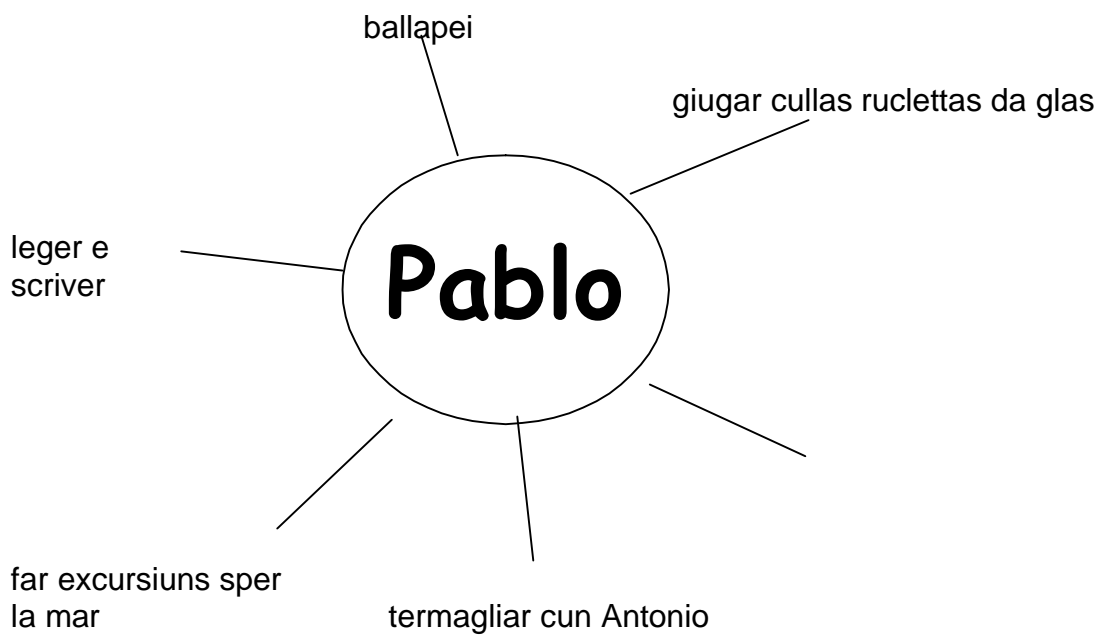 ballapei
giugar cullas ruclettas da glas
leger e
scriver
Pablo
far excursiuns sper
la mar
termagliar cun Antonio